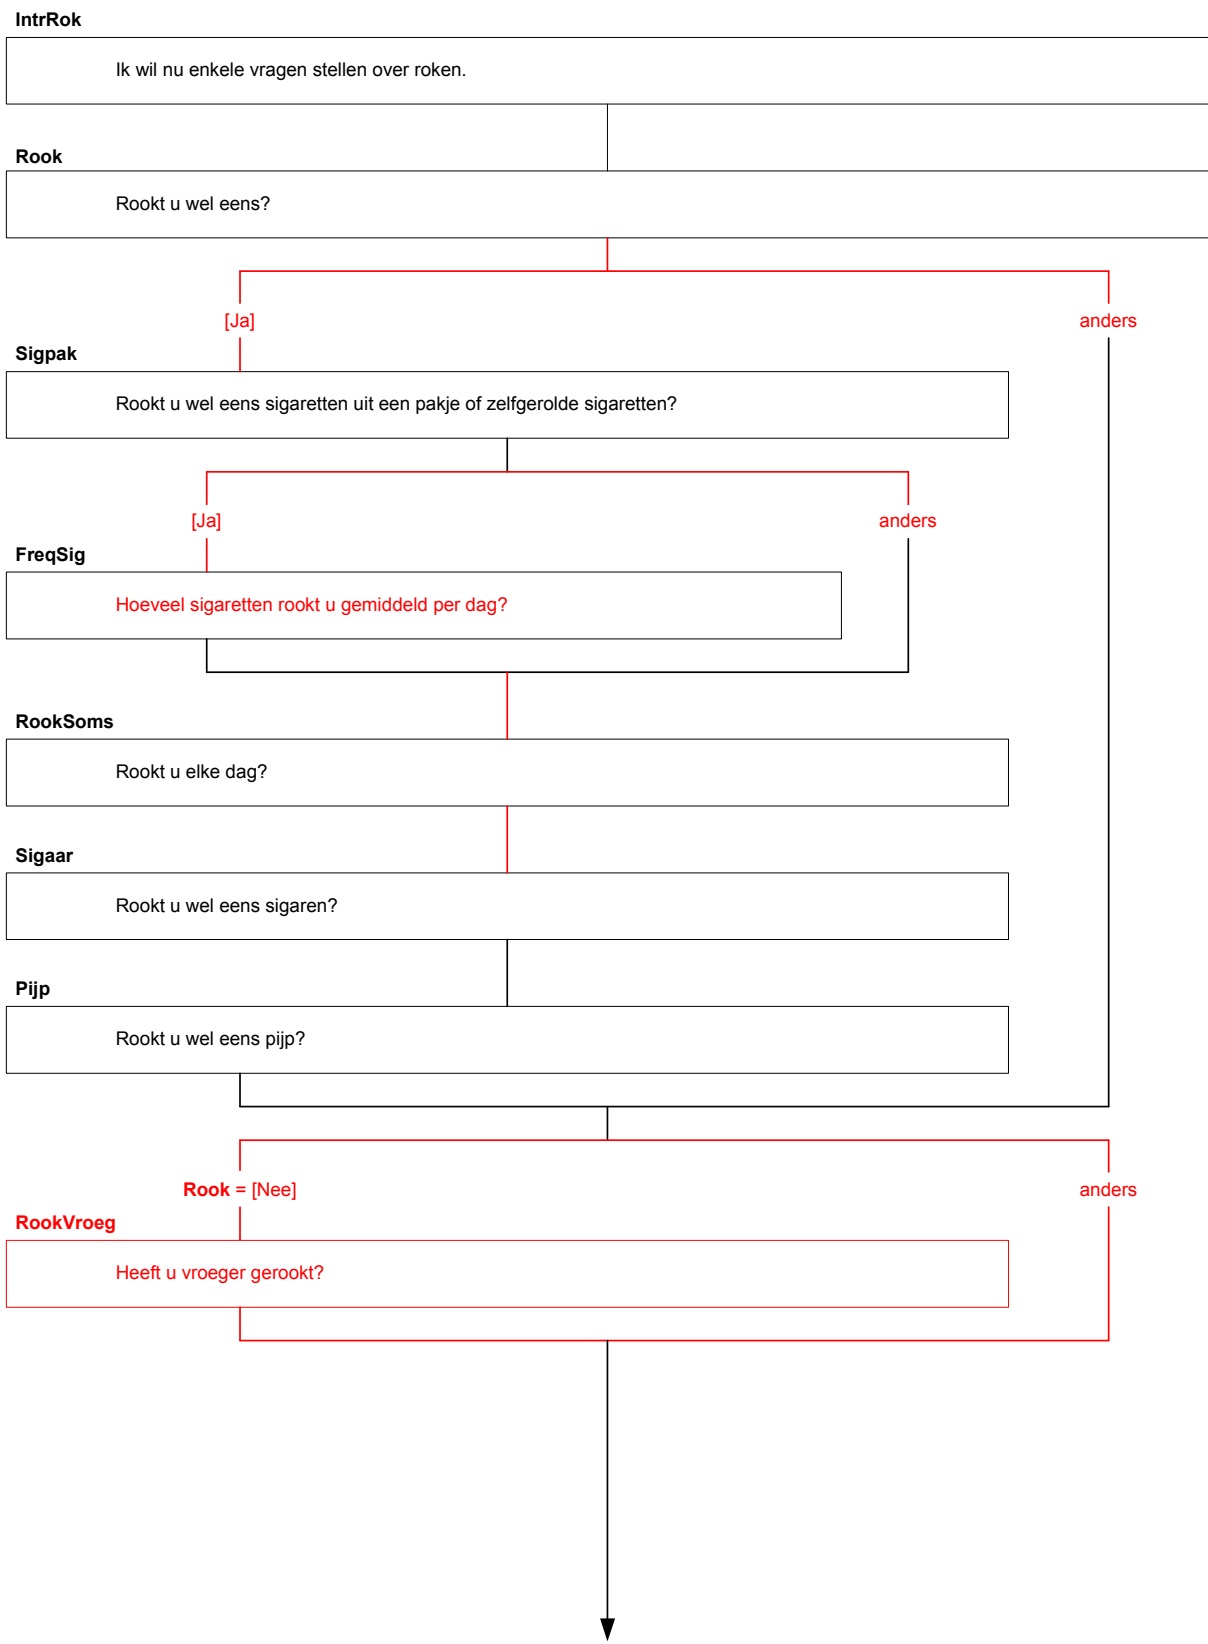 IntrRok
Ik wil nu enkele vragen stellen over roken.
Rook
Rookt u wel eens?
[Ja]
anders
Sigpak
Rookt u wel eens sigaretten uit een pakje of zelfgerolde sigaretten?
[Ja]
anders
FreqSig
Hoeveel sigaretten rookt u gemiddeld per dag?
RookSoms
Rookt u elke dag?
Sigaar
Rookt u wel eens sigaren?
Pijp
Rookt u wel eens pijp?
Rook = [Nee]
anders
RookVroeg
Heeft u vroeger gerookt?